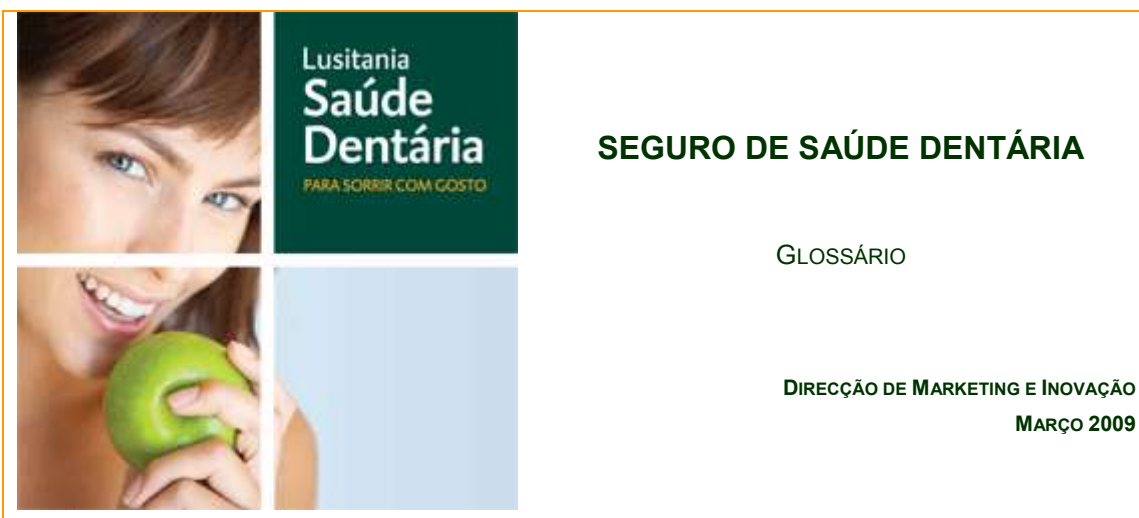 Lusitania
Saúde
Dentária
PARA SORRIR COM GOSTO
SEGURO DE SAÚDE DENTÁRIA
GLOSSÁRIO
DIRECÇÃO DE MARKETING E INOVAÇÃO
MARÇO 2009